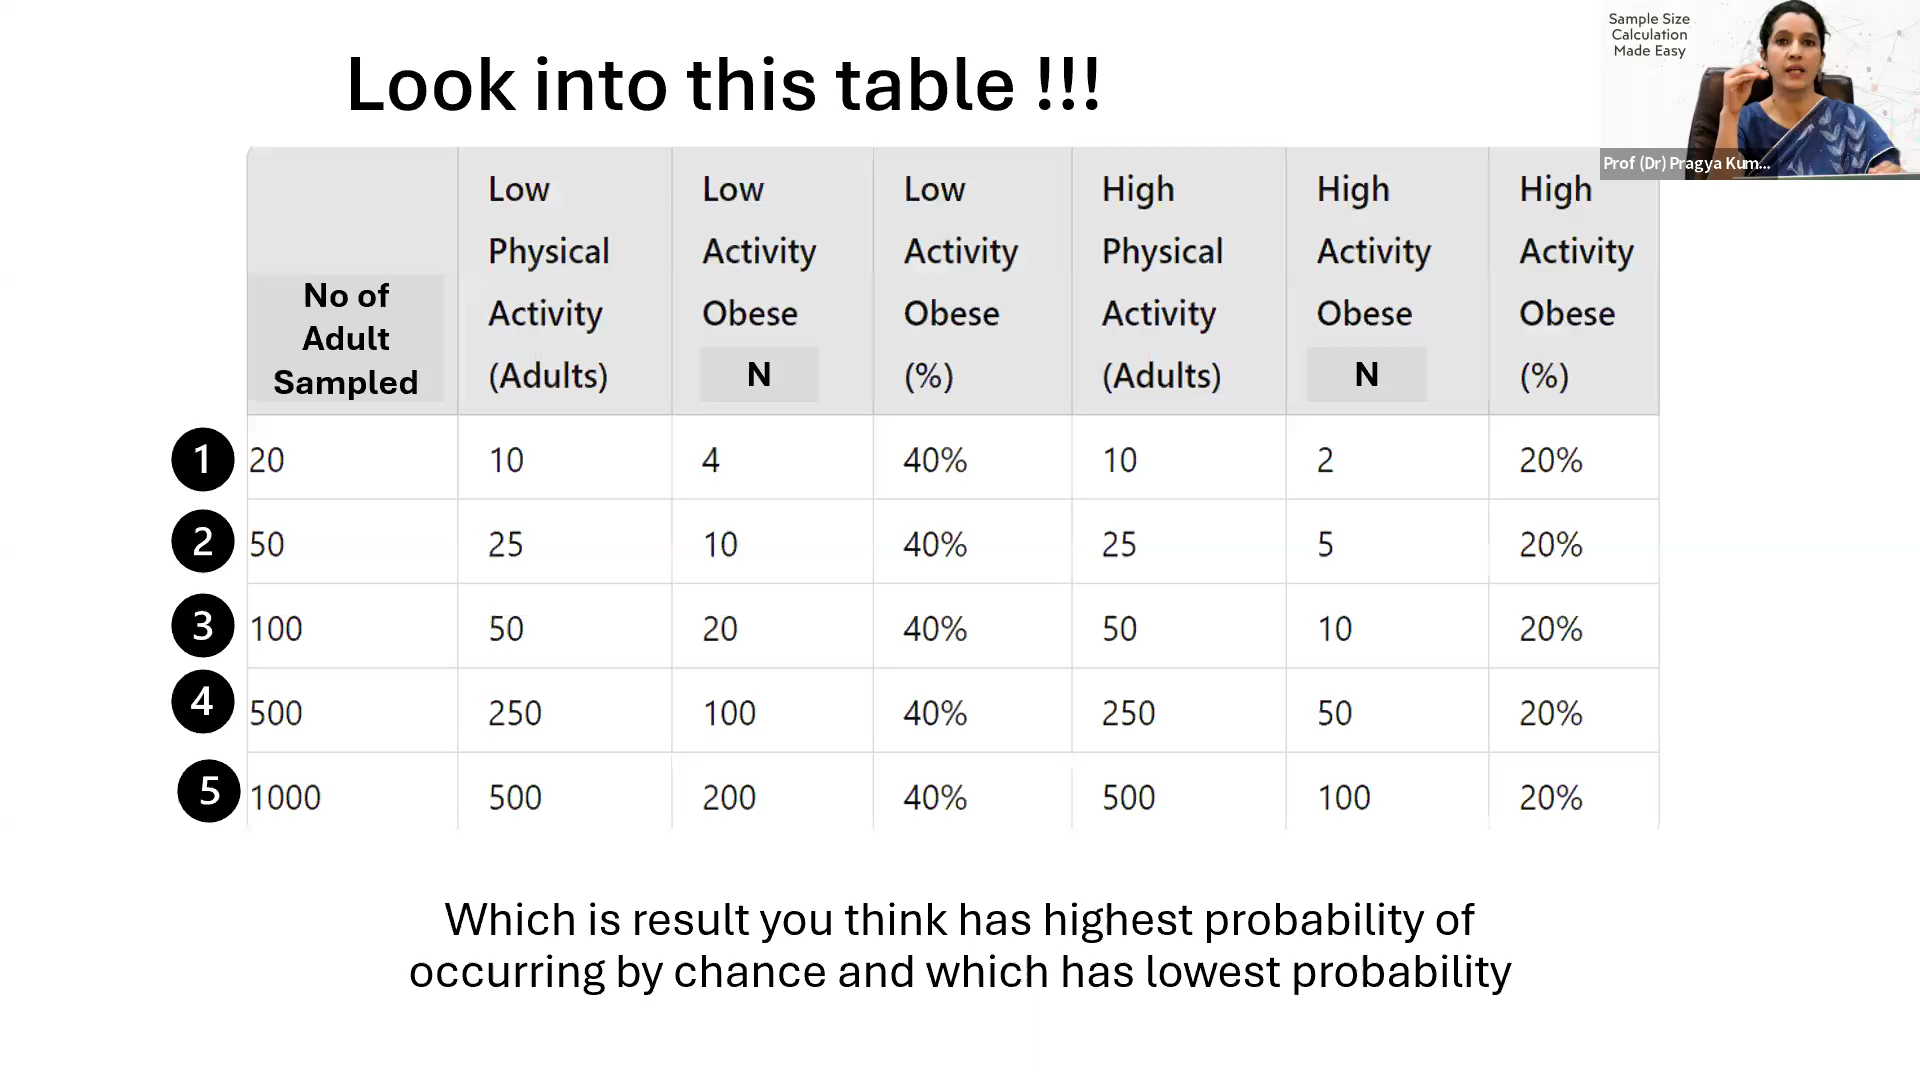 Sample Size
Calculation
Made Easy
Prof (Dr) Pragya Kum...
Look into this table !!!
No of
Adult
Sampled
Low
Physical
Activity
(Adults)
Low
Activity
Obese
N
Low
Activity
Obese
(%)
High
Physical
Activity
(Adults)
High
Activity
Obese
N
High
Activity
Obese
(%)
1 20 10 4 40% 10 2 20%
2 50 25 10 40% 25 5 20%
3 100 50 20 40% 50 10 20%
4 500 250 100 40% 250 50 20%
5 1000 500 200 40% 500 100 20%
Which is result you think has highest probability of
occurring by chance and which has lowest probability